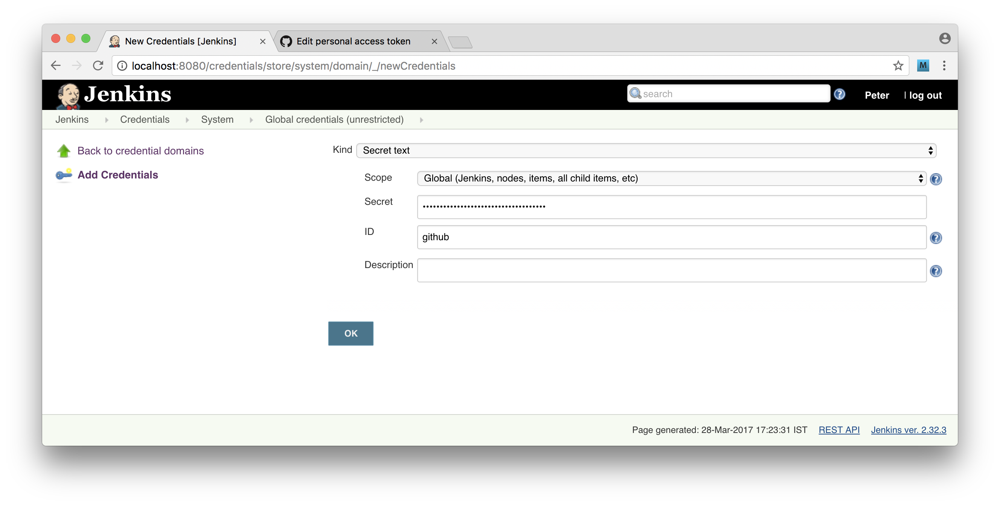 New Credentials [Jenkins]
Edit personal access token
localhost:8080/credentials/store/system/domain/_/newCredentials
M
Jenkins
search
Peter
| log out
Jenkins
Credentials
System
Global credentials (unrestricted)
Back to credential domains
Add Credentials
Kind
Secret text
Scope
Global (Jenkins, nodes, items, all child items, etc)
Secret
••••••••••••••••••••••••••••••••••••
ID
github
Description
OK
Page generated: 28-Mar-2017 17:23:31 IST
REST API
Jenkins ver. 2.32.3